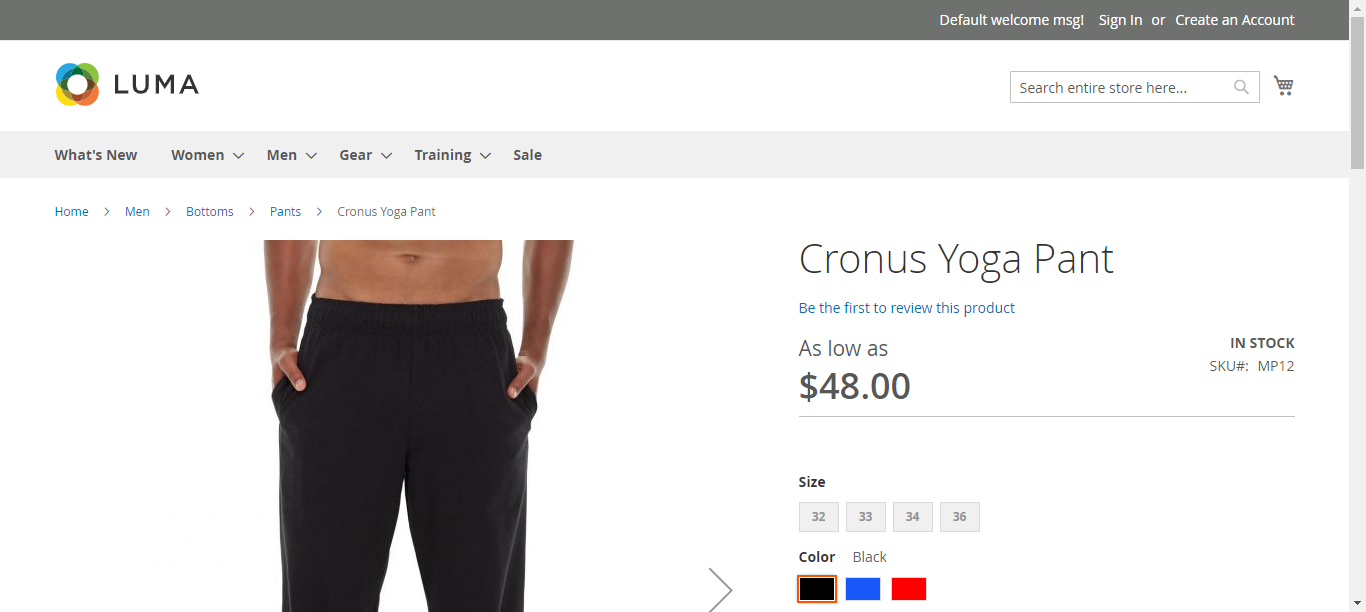 Default welcome msg! Sign In or Create an Account
LUMA
Search entire store here...
What's New Women Men Gear Training Sale
Home Men Bottoms Pants Cronus Yoga Pant
Cronus Yoga Pant
Be the first to review this product
As low as
IN STOCK
$48.00
SKU#: MP12
Size
32 33 34 36
Color Black